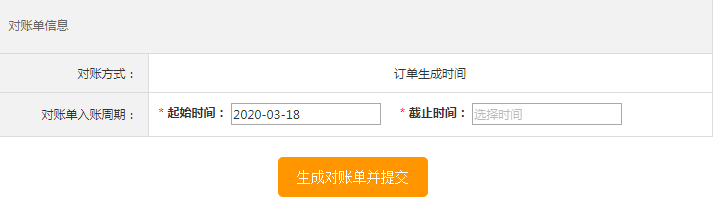 对账单信息
对账方式： 订单生成时间
对账单入账周期： * 起始时间： 2020-03-18 * 截止时间： 选择时间
生成对账单并提交